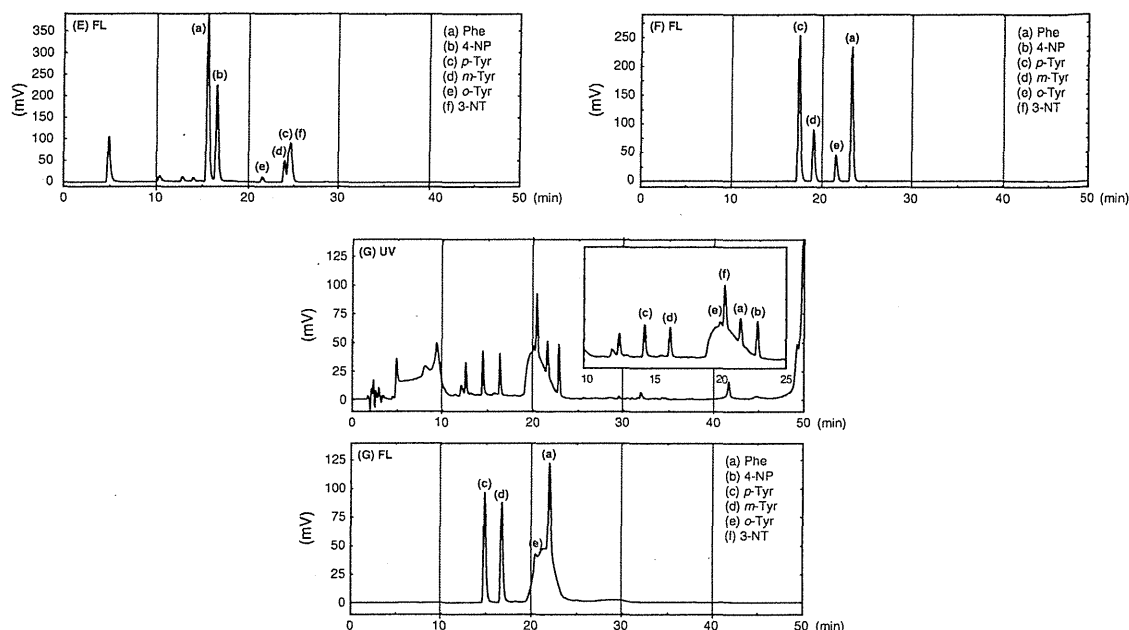 (E) FL
(mV)
350
300
250
200
150
100
50
0
(a)
(b)
(e)
(d)
(c) (f)
(a) Phe
(b) 4-NP
(c) p-Tyr
(d) m-Tyr
(e) o-Tyr
(f) 3-NT
0 10 20 30 40 50 (min)
(F) FL
(mV)
250
200
150
100
50
0
(c)
(d)
(e)
(a)
(a) Phe
(b) 4-NP
(c) p-Tyr
(d) m-Tyr
(e) o-Tyr
(f) 3-NT
0 10 20 30 40 50 (min)
(G) UV
(mV)
125
100
75
50
25
0
(c)
(d)
(e)
(f)
(a)
(b)
10 15 20 25
0 10 20 30 40 50 (min)
(G) FL
(mV)
125
100
75
50
25
0
(c)
(d)
(e)
(a)
(a) Phe
(b) 4-NP
(c) p-Tyr
(d) m-Tyr
(e) o-Tyr
(f) 3-NT
0 10 20 30 40 50 (min)